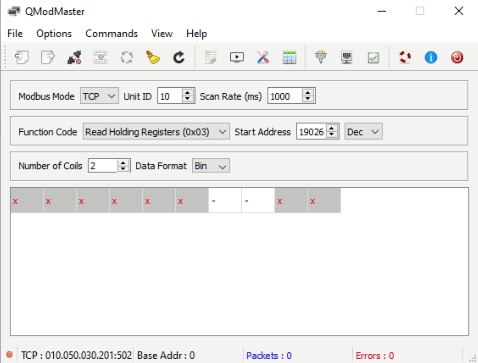 QModMaster
File Options Commands View Help
Modbus Mode TCP Unit ID 10 Scan Rate (ms) 1000
Function Code Read Holding Registers (0x03) Start Address 19026 Dec
Number of Coils 2 Data Format Bin
x x x x x x - - x x
TCP : 010.050.030.201:502 Base Addr : 0 Packets : 0 Errors : 0